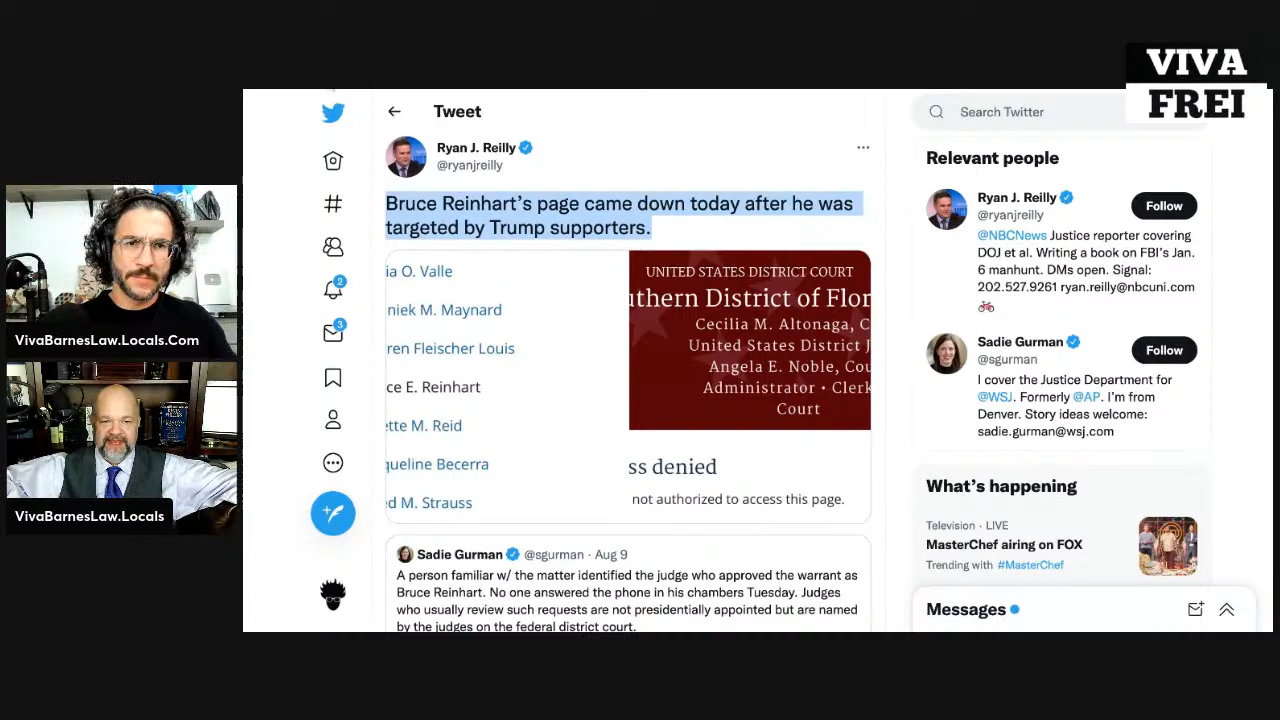 VIVA
FREI
VivaBarnesLaw.Locals.Com
VivaBarnesLaw.Locals
Tweet
Ryan J. Reilly
@ryanjreilly
Bruce Reinhart's page came down today after he was
targeted by Trump supporters.
ia O. Valle
niek M. Maynard
ren Fleischer Louis
ce E. Reinhart
ette M. Reid
queline Becerra
ed M. Strauss
UNITED STATES DISTRICT COURT
uthern District of Flor
Cecilia M. Altonaga, C
United States District J
Angela E. Noble, Cou
Administrator • Clerk
Court
ss denied
not authorized to access this page.
Sadie Gurman @sgurman · Aug 9
A person familiar w/ the matter identified the judge who approved the warrant as
Bruce Reinhart. No one answered the phone in his chambers Tuesday. Judges
who usually review such requests are not presidentially appointed but are named
by the judges on the federal district court.
2
3
Search Twitter
Relevant people
Ryan J. Reilly
@ryanjreilly
Follow
@NBCNews Justice reporter covering
DOJ et al. Writing a book on FBI's Jan.
6 manhunt. DMs open. Signal:
202.527.9261 ryan.reilly@nbcuni.com
Sadie Gurman
@sgurman
Follow
I cover the Justice Department for
@WSJ. Formerly @AP. I'm from
Denver. Story ideas welcome:
sadie.gurman@wsj.com
What's happening
Television · LIVE
MasterChef airing on FOX
Trending with #MasterChef
Messages